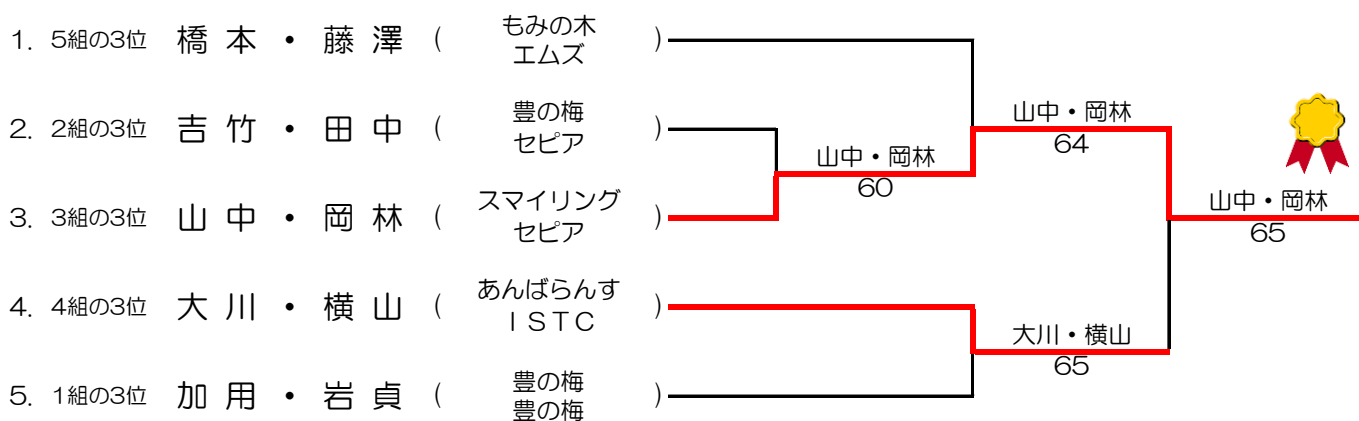 もみの木
1. 5組の3位 橋本・藤澤 ( )
エムズ
豊の梅
2. 2組の3位 吉竹・田中 ( )
セピア
スマイリング
3. 3組の3位 山中・岡林 ( )
セピア
あんばらんす
4. 4組の3位 大川・横山 ( )
ISTC
豊の梅
5. 1組の3位 加用・岩貞 ( )
豊の梅
山中・岡林
60
山中・岡林
64
大川・横山
65
山中・岡林
65